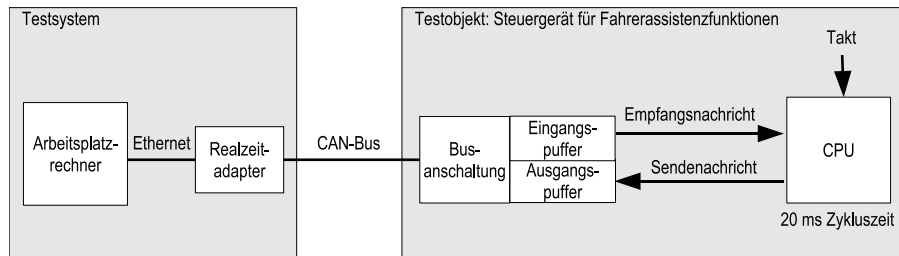 Testsystem
Testobjekt: Steuergerät für Fahrerassistenzfunktionen
Takt
Arbeitsplatz-
rechner
Ethernet
Realzeit-
adapter
CAN-Bus
Bus-
anschaltung
Eingangs-
puffer
Ausgangs-
puffer
Empfangsnachricht
Sendenachricht
CPU
20 ms Zykluszeit